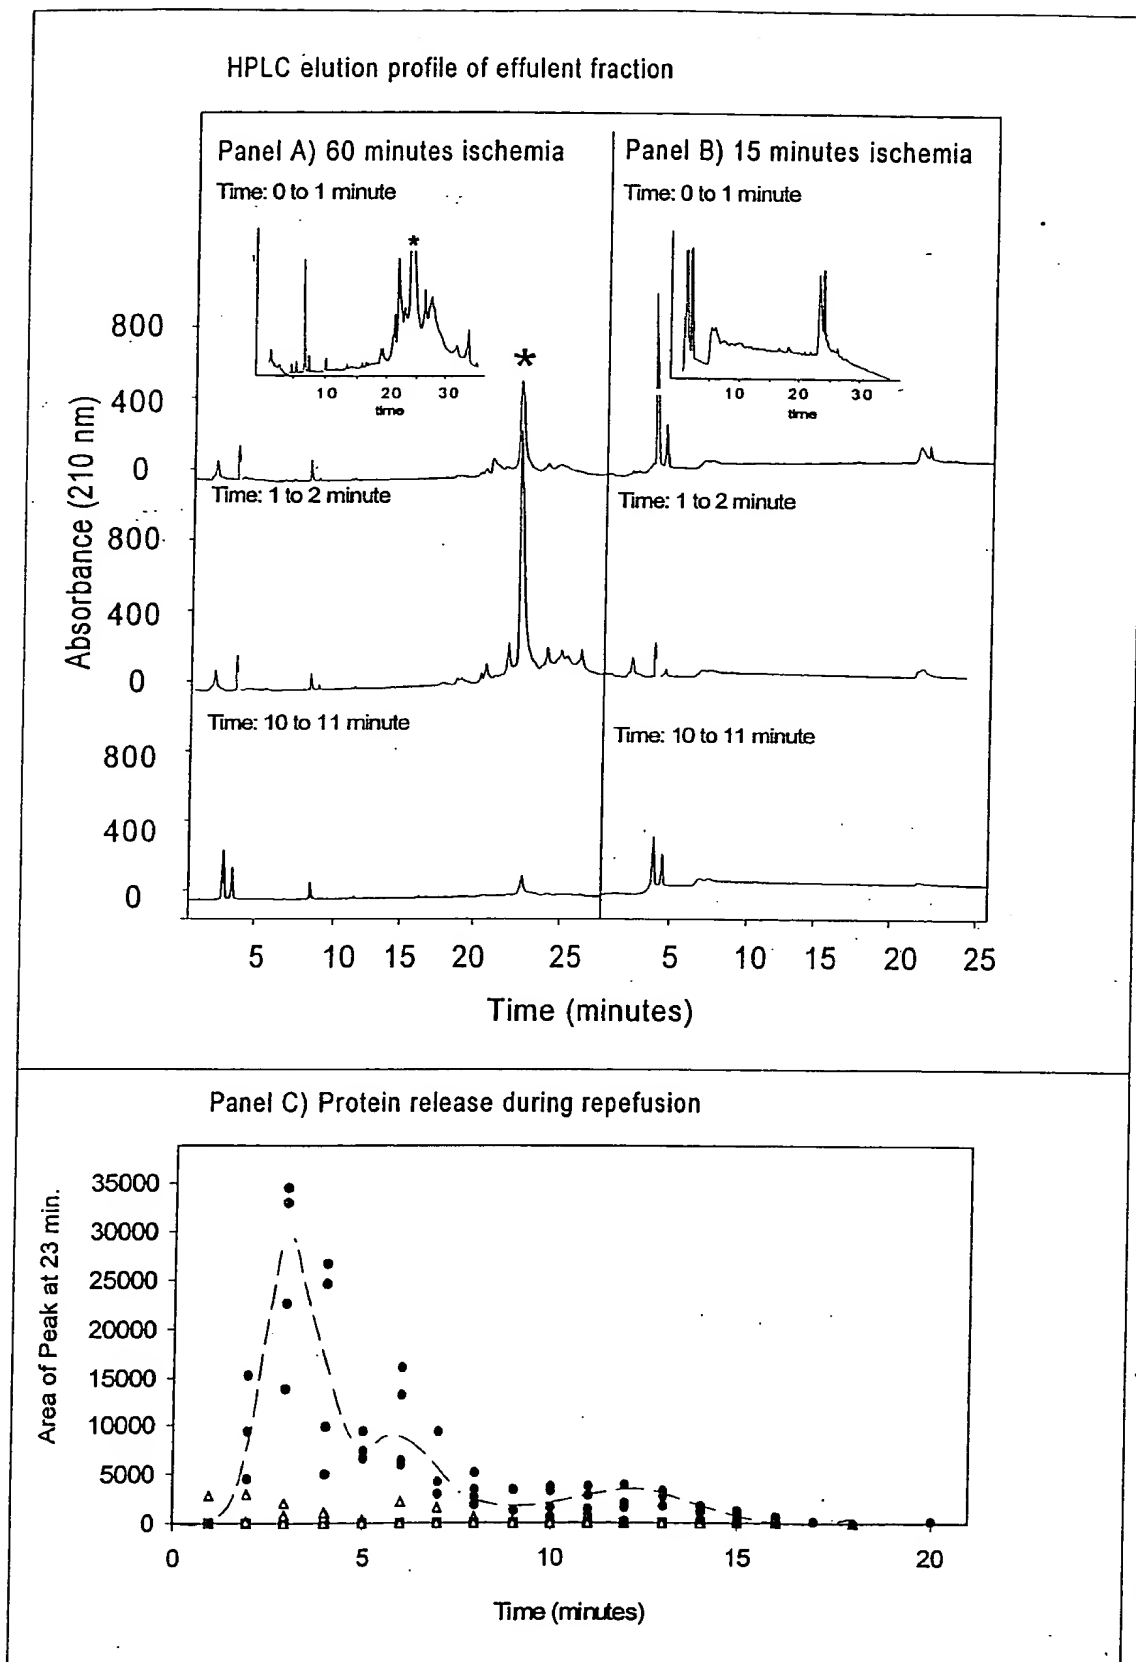 HPLC elution profile of effulent fraction
Panel A) 60 minutes ischemia
Time: 0 to 1 minute
*
10 20 30
time
*
Panel B) 15 minutes ischemia
Time: 0 to 1 minute
10 20 30
time
Absorbance (210 nm)
800
400
0
Time: 1 to 2 minute
Time: 1 to 2 minute
800
400
0
Time: 10 to 11 minute
Time: 10 to 11 minute
800
400
0
5 10 15 20 25 5 10 15 20 25
Time (minutes)
Panel C) Protein release during repefusion
Area of Peak at 23 min.
35000
30000
25000
20000
15000
10000
5000
0
0 5 10 15 20
Time (minutes)